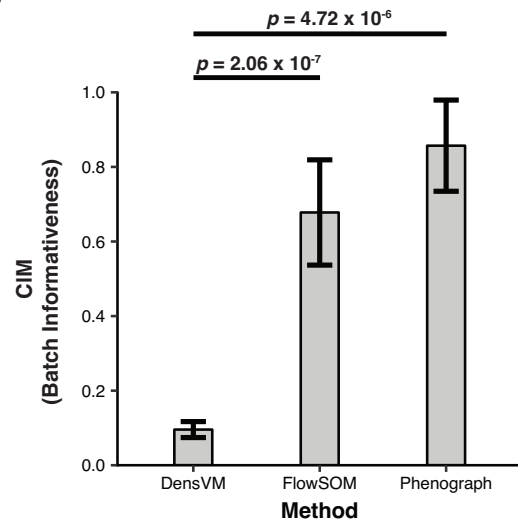 p = 4.72 x 10-6
p = 2.06 x 10-7
1.0
0.8
0.6
0.4
0.2
0.0
CIM
(Batch Informativeness)
DensVM FlowSOM Phenograph
Method